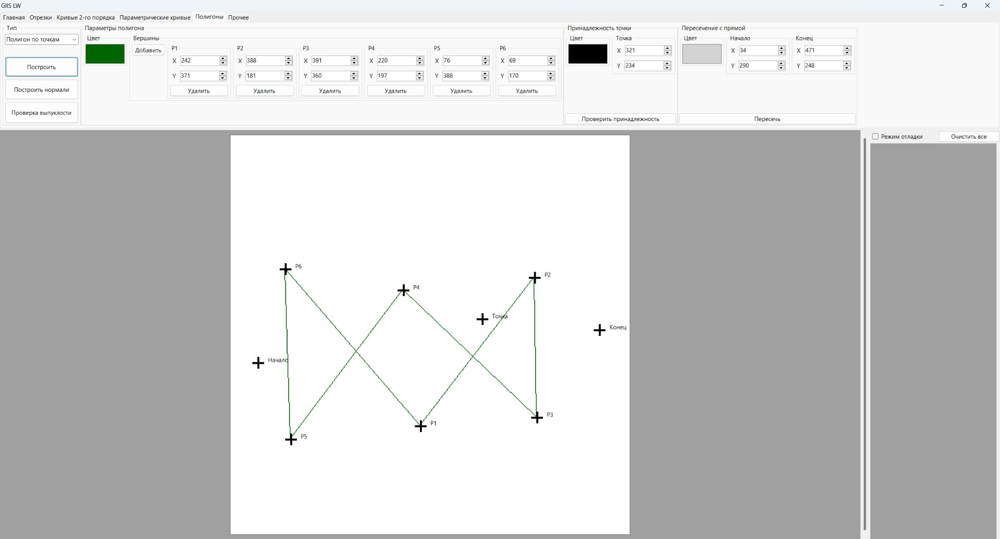 GIIS LW
Главная Отрезки Кривые 2-го порядка Параметрические кривые Полигоны Прочее
Тип
Полигон по точкам
Построить
Построить нормали
Проверка выпуклости
Параметры полигона
Цвет
Вершины
Добавить
P1
X 242
Y 371
Удалить
P2
X 388
Y 181
Удалить
P3
X 391
Y 360
Удалить
P4
X 220
Y 197
Удалить
P5
X 76
Y 388
Удалить
P6
X 69
Y 170
Удалить
Принадлежность точки
Цвет
Точка
X 321
Y 234
Проверить принадлежность
Пересечение с прямой
Цвет
Начало
X 34
Y 290
Конец
X 471
Y 248
Пересечь
Режим отладки
Очистить все
P6
P2
P4
Точка
Конец
Начало
P3
P1
P5